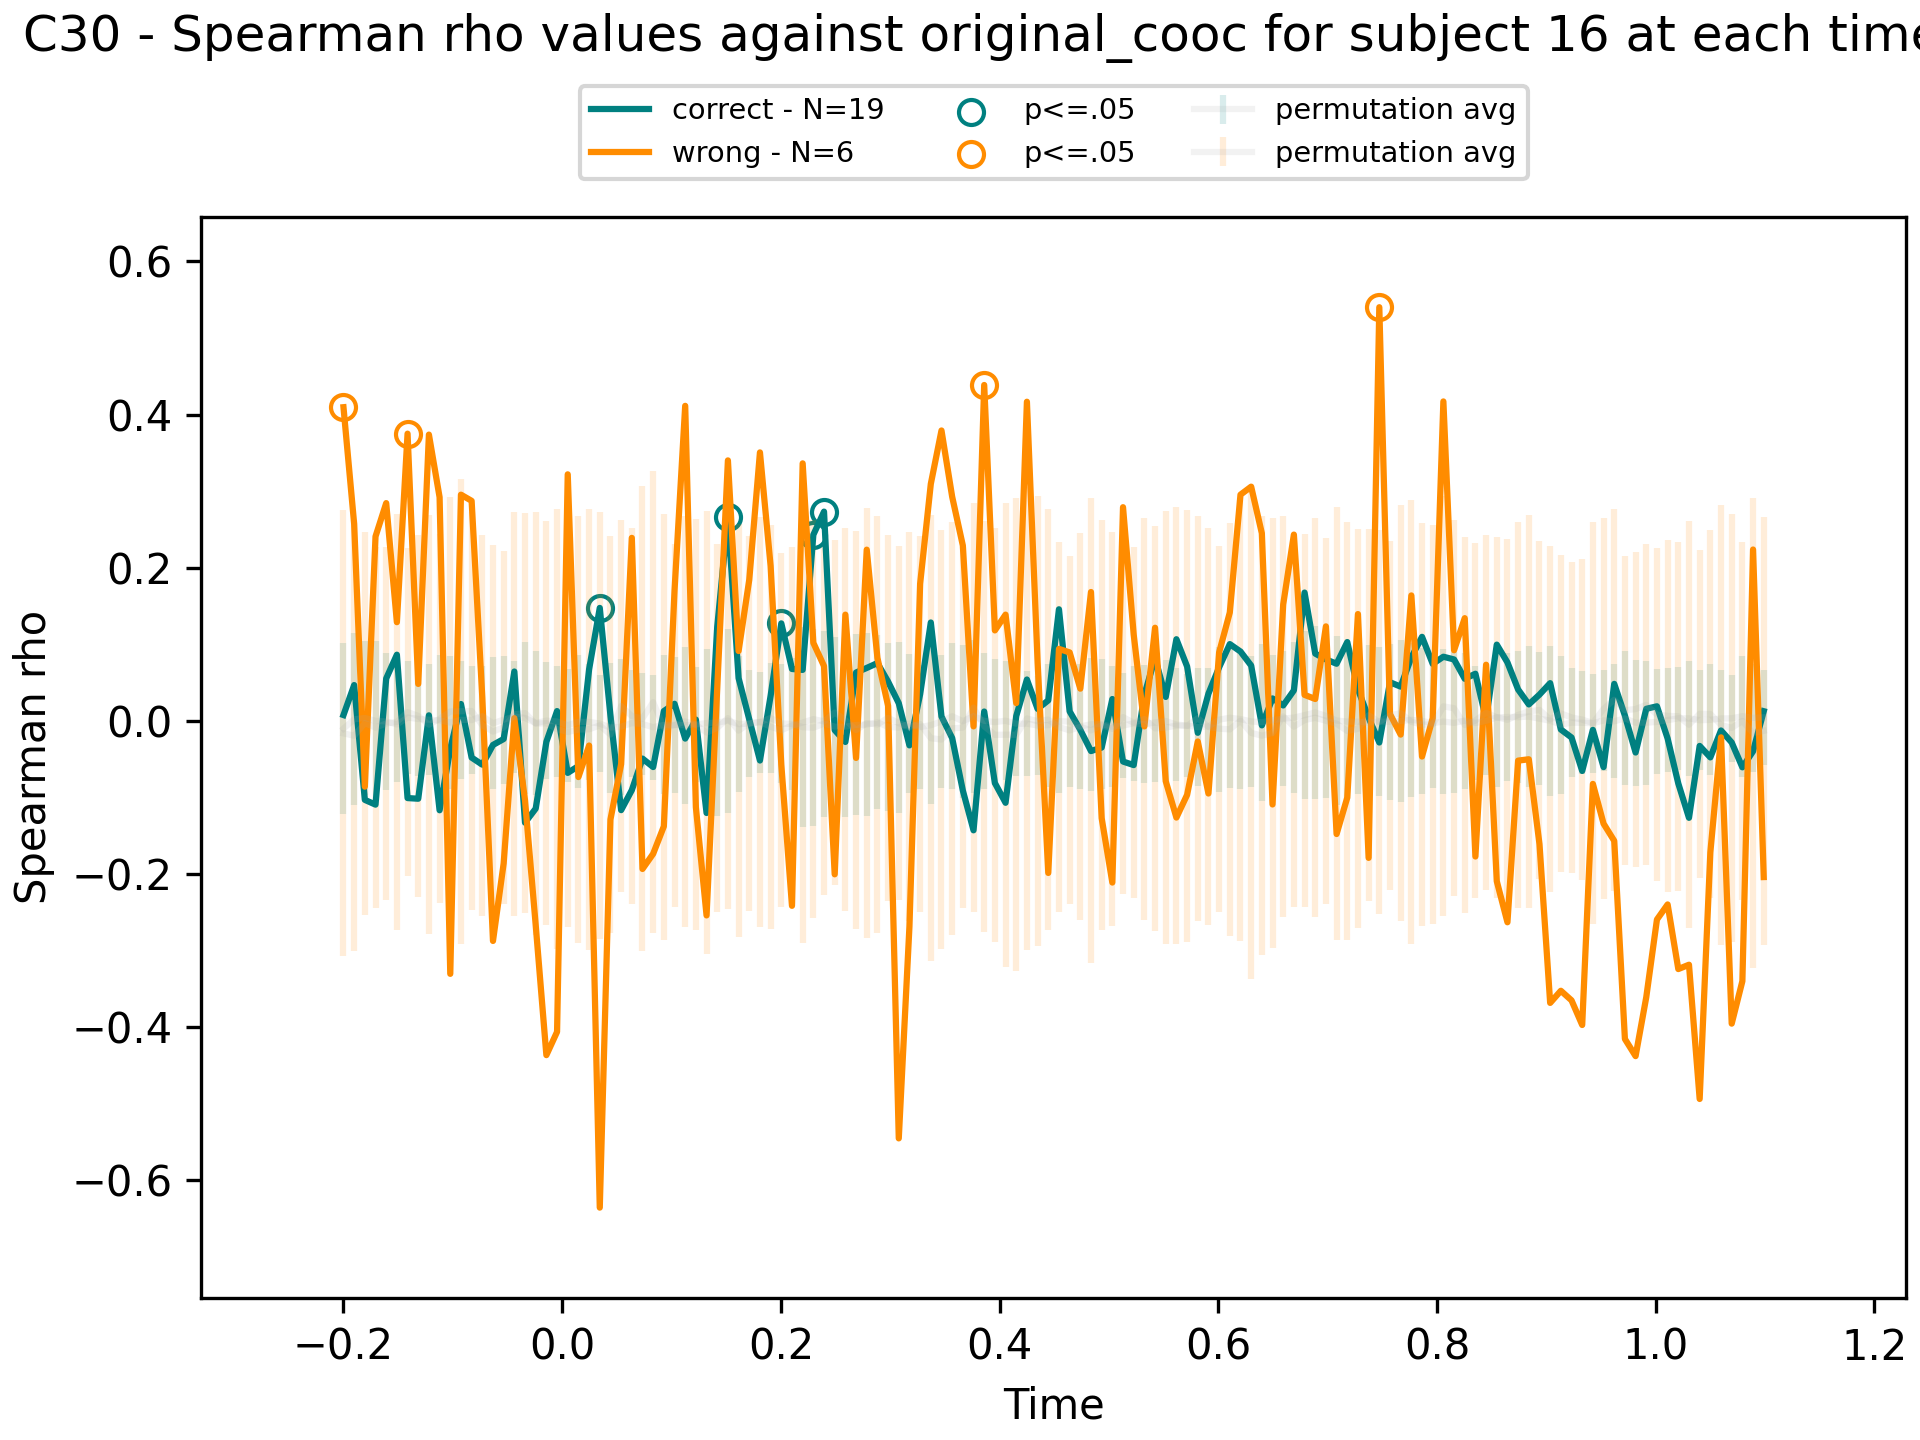 C30 - Spearman rho values against original_cooc for subject 16 at each time
correct - N=19 p<=.05 permutation avg
wrong - N=6 p<=.05 permutation avg
0.6
0.4
0.2
0.0
−0.2
−0.4
−0.6
Spearman rho
−0.2 0.0 0.2 0.4 0.6 0.8 1.0 1.2
Time